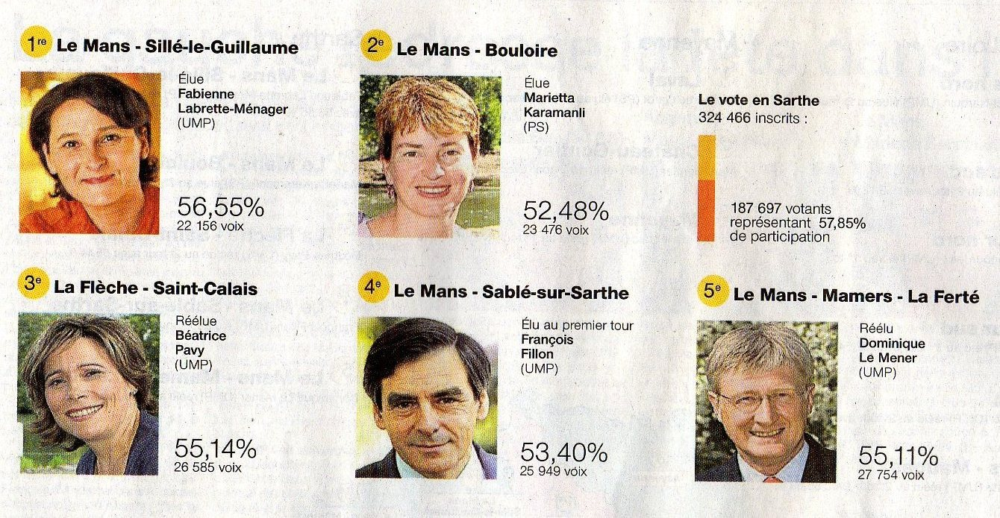 1re Le Mans - Sillé-le-Guillaume
Élue
Fabienne
Labrette-Ménager
(UMP)
56,55%
22 156 voix
2e Le Mans - Bouloire
Élue
Marietta
Karamanli
(PS)
52,48%
23 476 voix
Le vote en Sarthe
324 466 inscrits :
187 697 votants
représentant 57,85%
de participation
3e La Flèche - Saint-Calais
Réélue
Béatrice
Pavy
(UMP)
55,14%
26 585 voix
4e Le Mans - Sablé-sur-Sarthe
Élu au premier tour
François
Fillon
(UMP)
53,40%
25 949 voix
5e Le Mans - Mamers - La Ferté
Réélu
Dominique
Le Mener
(UMP)
55,11%
27 754 voix